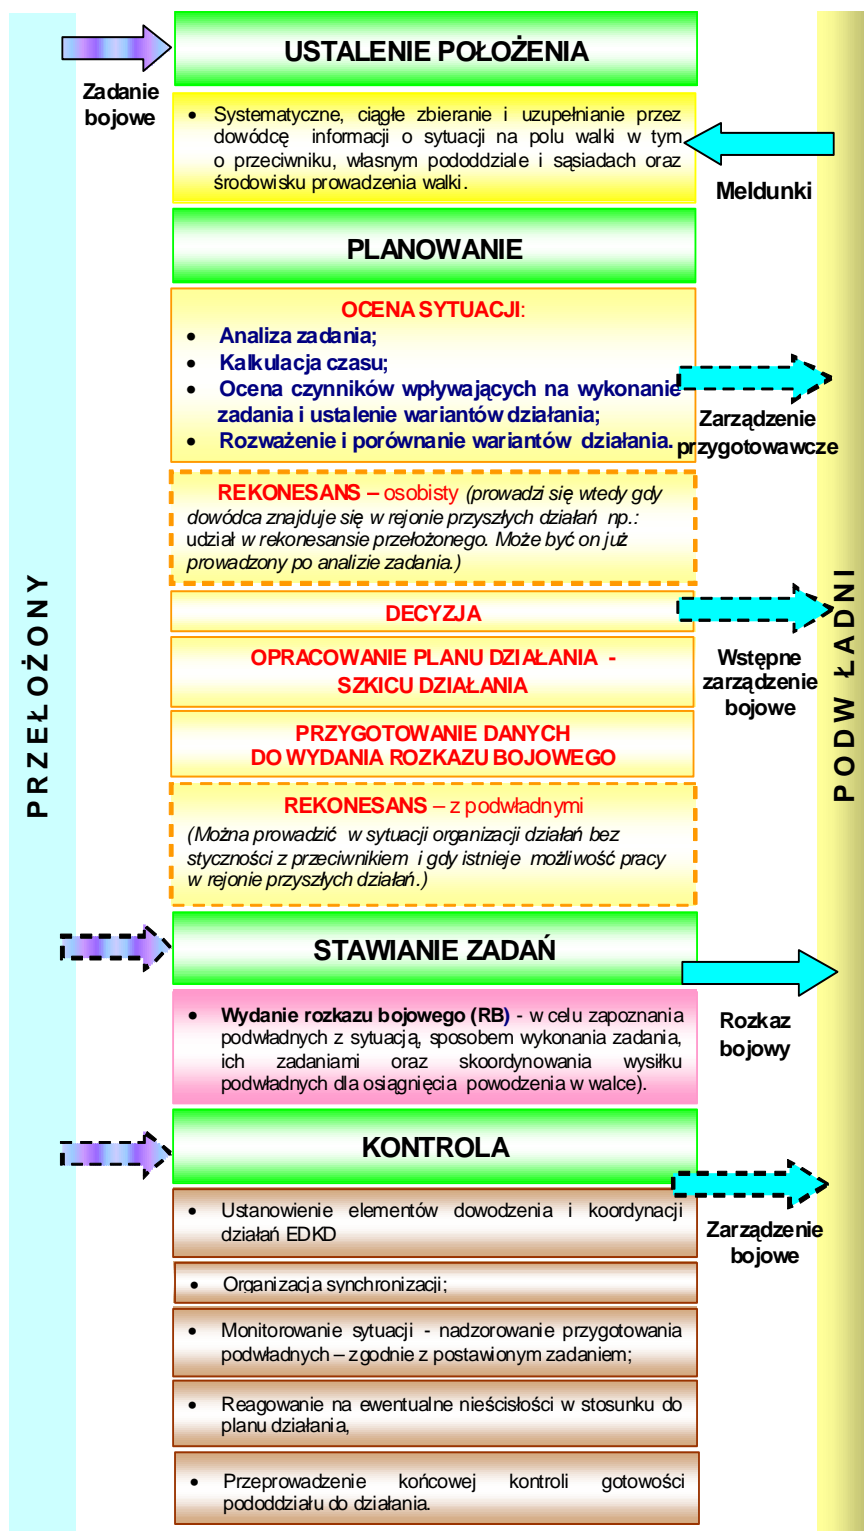 USTALENIE POŁOŻENIA
Zadanie
bojowe
• Systematyczne, ciągłe zbieranie i uzupełnianie przez
dowódcę informacji o sytuacji na polu walki w tym
o przeciwniku, własnym pododdziale i sąsiadach oraz
środowisku prowadzenia walki.
Meldunki
PLANOWANIE
OCENA SYTUACJI:
• Analiza zadania;
• Kalkulacja czasu;
• Ocena czynników wpływających na wykonanie
zadania i ustalenie wariantów działania;
• Rozważenie i porównanie wariantów działania.
Zarządzenie
przygotowawcze
REKONESANS – osobisty (prowadzi się wtedy gdy
dowódca znajduje się w rejonie przyszłych działań np.:
udział w rekonesansie przełożonego. Może być on już
prowadzony po analizie zadania.)
DECYZJA
OPRACOWANIE PLANU DZIAŁANIA -
SZKICU DZIAŁANIA
Wstępne
zarządzenie
bojowe
PRZYGOTOWANIE DANYCH
DO WYDANIA ROZKAZU BOJOWEGO
REKONESANS – z podwładnymi
(Można prowadzić w sytuacji organizacji działań bez
styczności z przeciwnikiem i gdy istnieje możliwość pracy
w rejonie przyszłych działań.)
PRZEŁOŻONY
PODW ŁADNI
STAWIANIE ZADAŃ
• Wydanie rozkazu bojowego (RB) - w celu zapoznania
podwładnych z sytuacją, sposobem wykonania zadania,
ich zadaniami oraz skoordynowania wysiłku
podwładnych dla osiągnięcia powodzenia w walce).
Rozkaz
bojowy
KONTROLA
• Ustanowienie elementów dowodzenia i koordynacji
działań EDKD
Zarządzenie
bojowe
• Organizacja synchronizacji;
• Monitorowanie sytuacji - nadzorowanie przygotowania
podwładnych – zgodnie z postawionym zadaniem;
• Reagowanie na ewentualne nieścisłości w stosunku do
planu działania,
• Przeprowadzenie końcowej kontroli gotowości
pododdziału do działania.